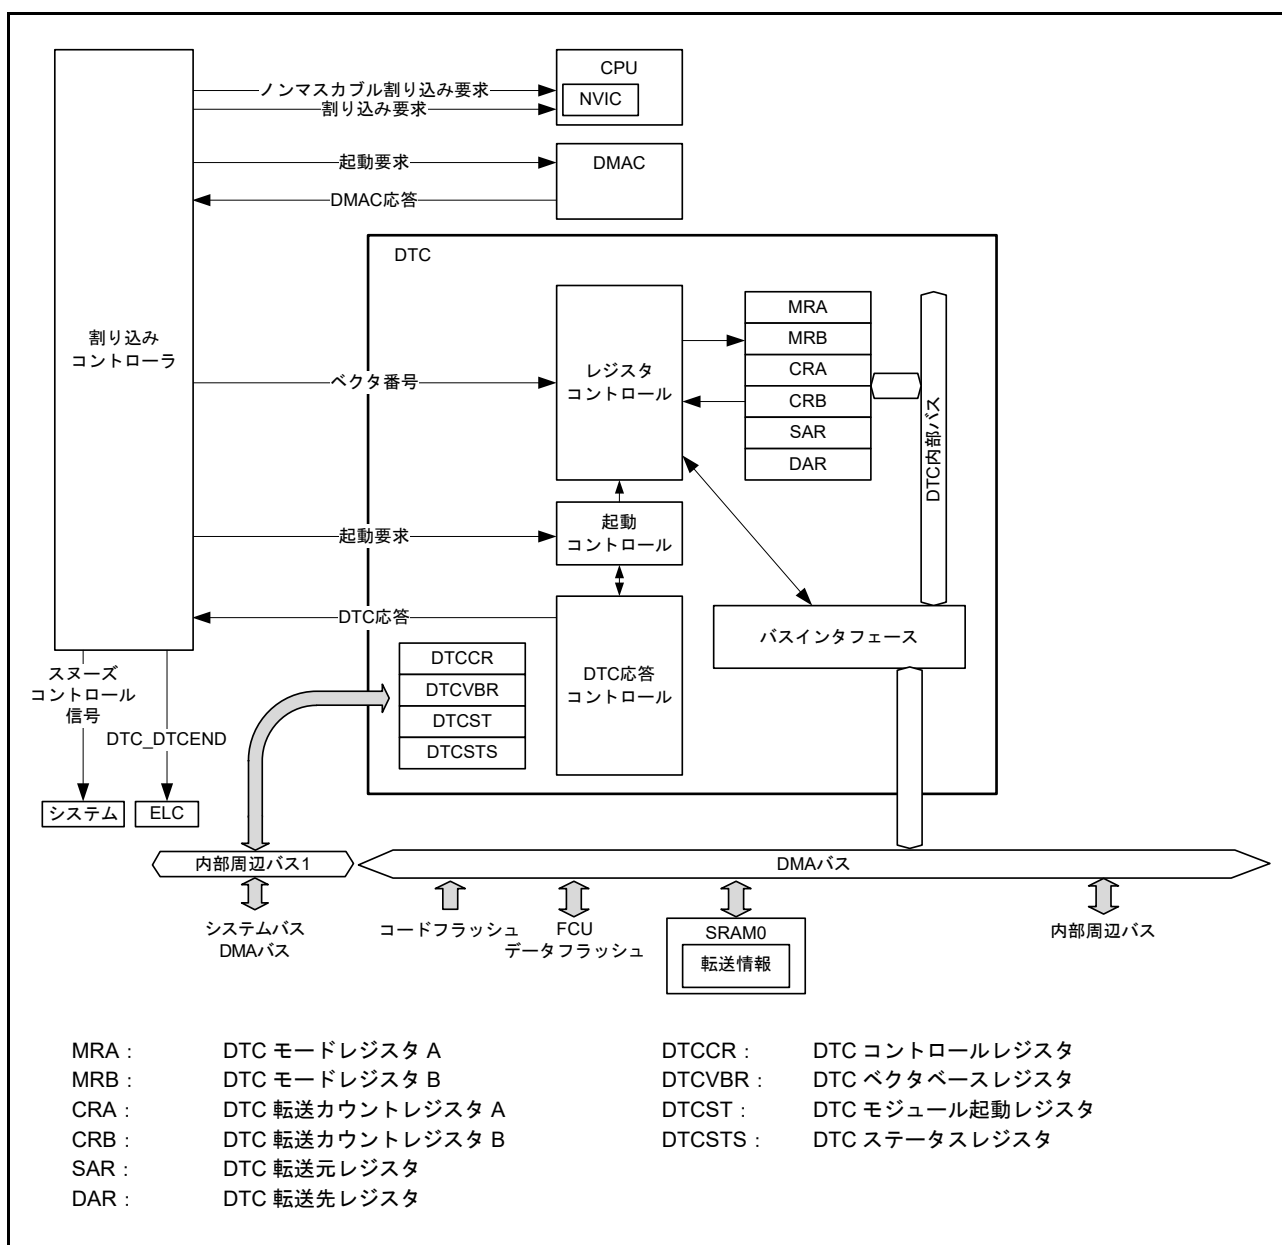 CPU
NVIC
ノンマスカブル割り込み要求
割り込み要求
起動要求
DMAC
DMAC応答
DTC
割り込み
コントローラ
ベクタ番号
レジスタ
コントロール
MRA
MRB
CRA
CRB
SAR
DAR
DTC内部バス
起動要求
起動
コントロール
DTC応答
DTC応答
コントロール
バスインタフェース
DTCCR
DTCVBR
DTCST
DTCSTS
スヌーズ
コントロール
信号
DTC_DTCEND
システム
ELC
内部周辺バス1
DMAバス
システムバス
DMAバス
コードフラッシュ
FCU
データフラッシュ
SRAM0
転送情報
内部周辺バス
MRA : DTC モードレジスタ A
MRB : DTC モードレジスタ B
CRA : DTC 転送カウントレジスタ A
CRB : DTC 転送カウントレジスタ B
SAR : DTC 転送元レジスタ
DAR : DTC 転送先レジスタ
DTCCR : DTC コントロールレジスタ
DTCVBR : DTC ベクタベースレジスタ
DTCST : DTC モジュール起動レジスタ
DTCSTS : DTC ステータスレジスタ